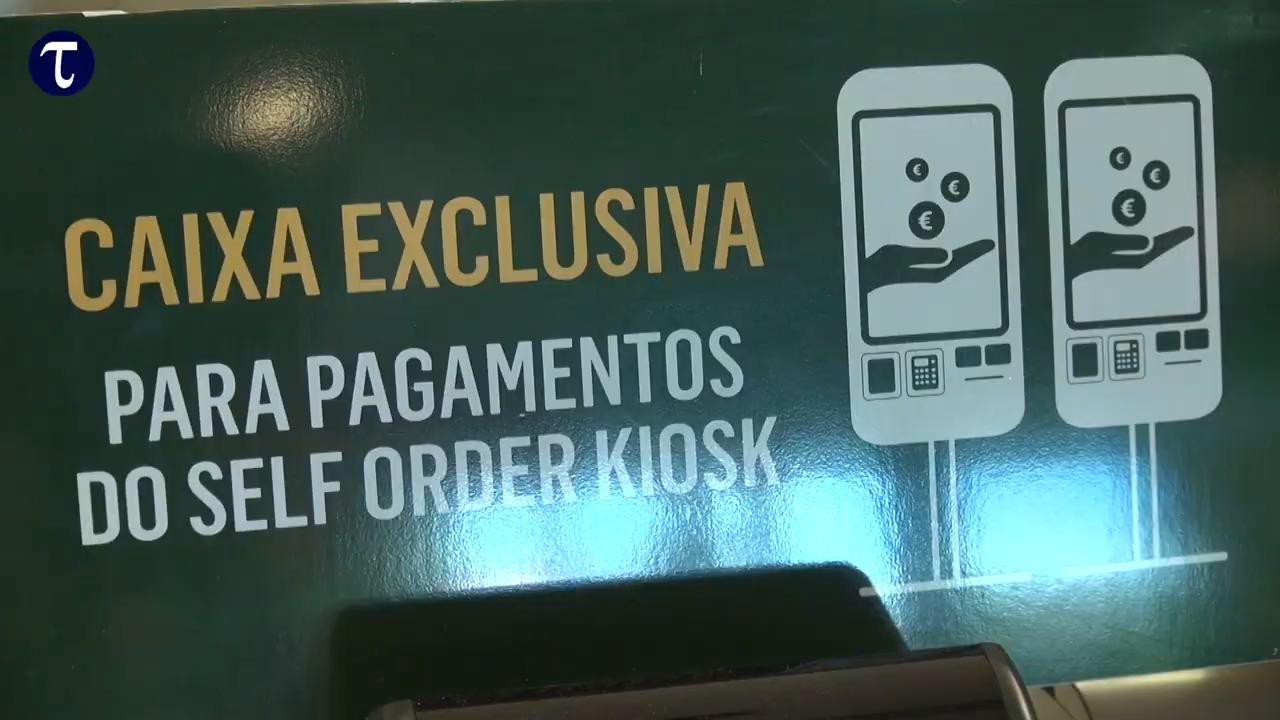 τ
CAIXA EXCLUSIVA
PARA PAGAMENTOS
DO SELF ORDER KIOSK
€
€
€
€
€
€